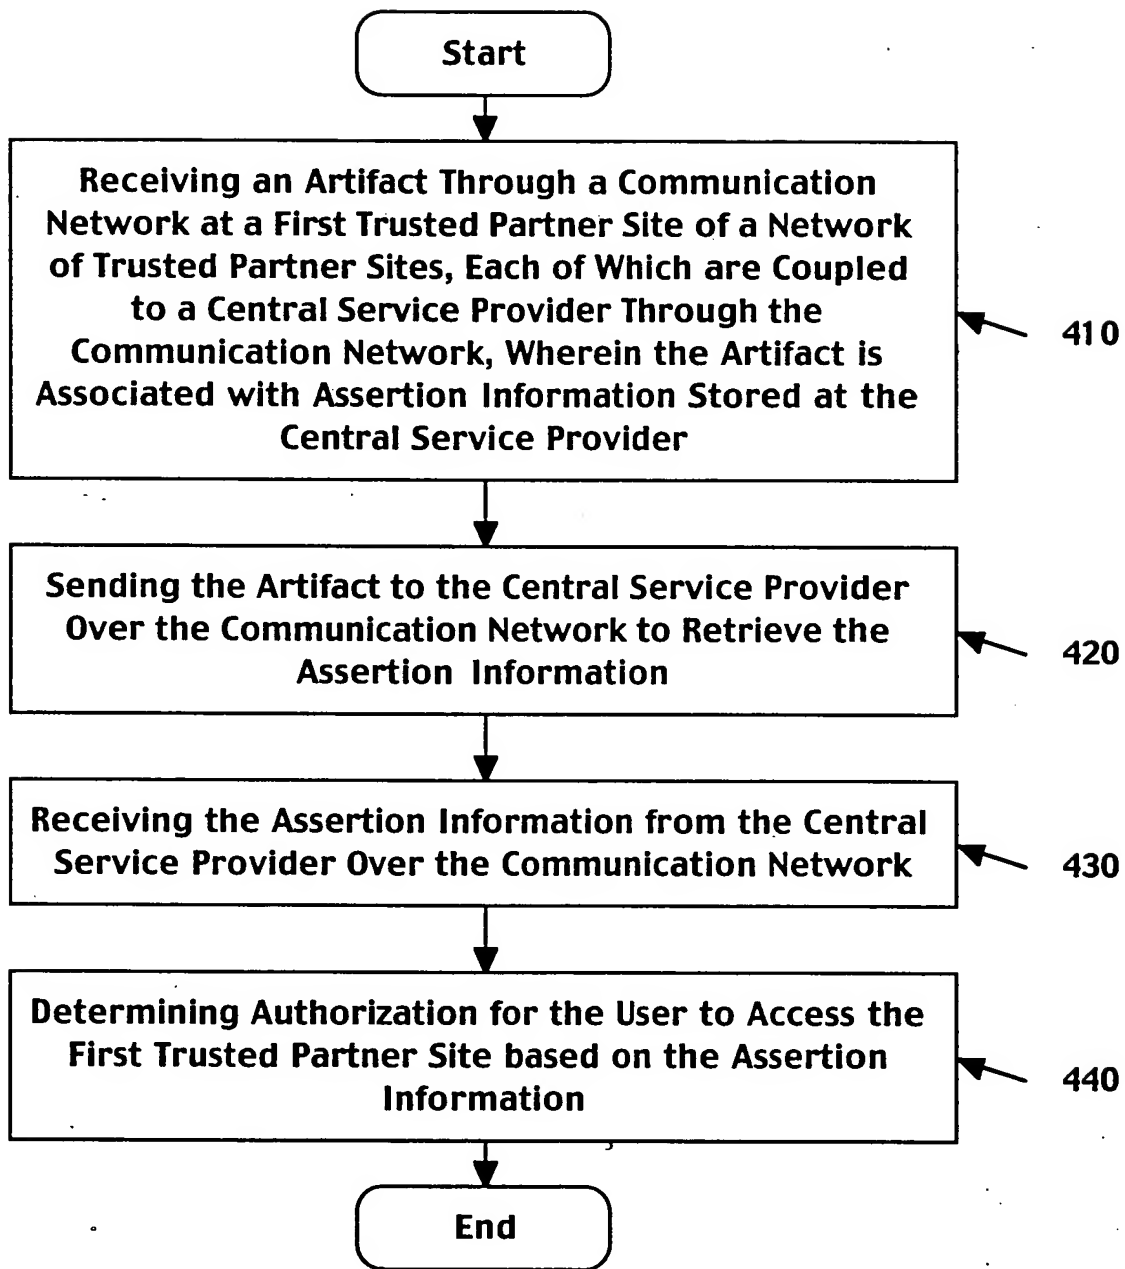 Start
Receiving an Artifact Through a Communication
Network at a First Trusted Partner Site of a Network
of Trusted Partner Sites, Each of Which are Coupled
to a Central Service Provider Through the
Communication Network, Wherein the Artifact is
Associated with Assertion Information Stored at the
Central Service Provider
410
Sending the Artifact to the Central Service Provider
Over the Communication Network to Retrieve the
Assertion Information
420
Receiving the Assertion Information from the Central
Service Provider Over the Communication Network
430
Determining Authorization for the User to Access the
First Trusted Partner Site based on the Assertion
Information
440
End